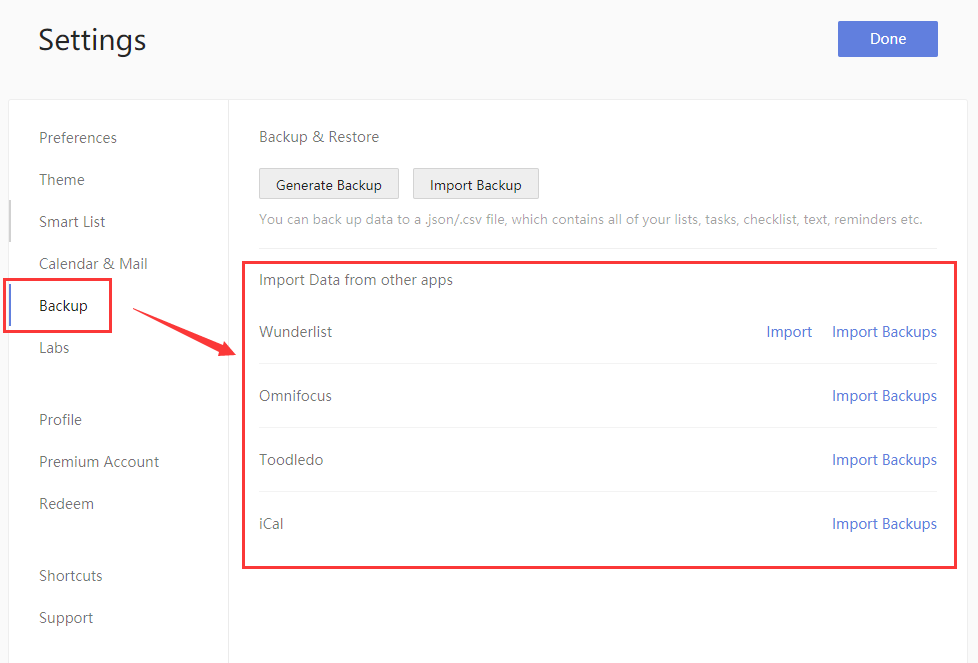 Settings
Done
Preferences
Theme
Smart List
Calendar & Mail
Backup
Labs
Profile
Premium Account
Redeem
Shortcuts
Support
Backup & Restore
Generate Backup
Import Backup
You can back up data to a .json/.csv file, which contains all of your lists, tasks, checklist, text, reminders etc.
Import Data from other apps
Wunderlist Import Import Backups
Omnifocus Import Backups
Toodledo Import Backups
iCal Import Backups